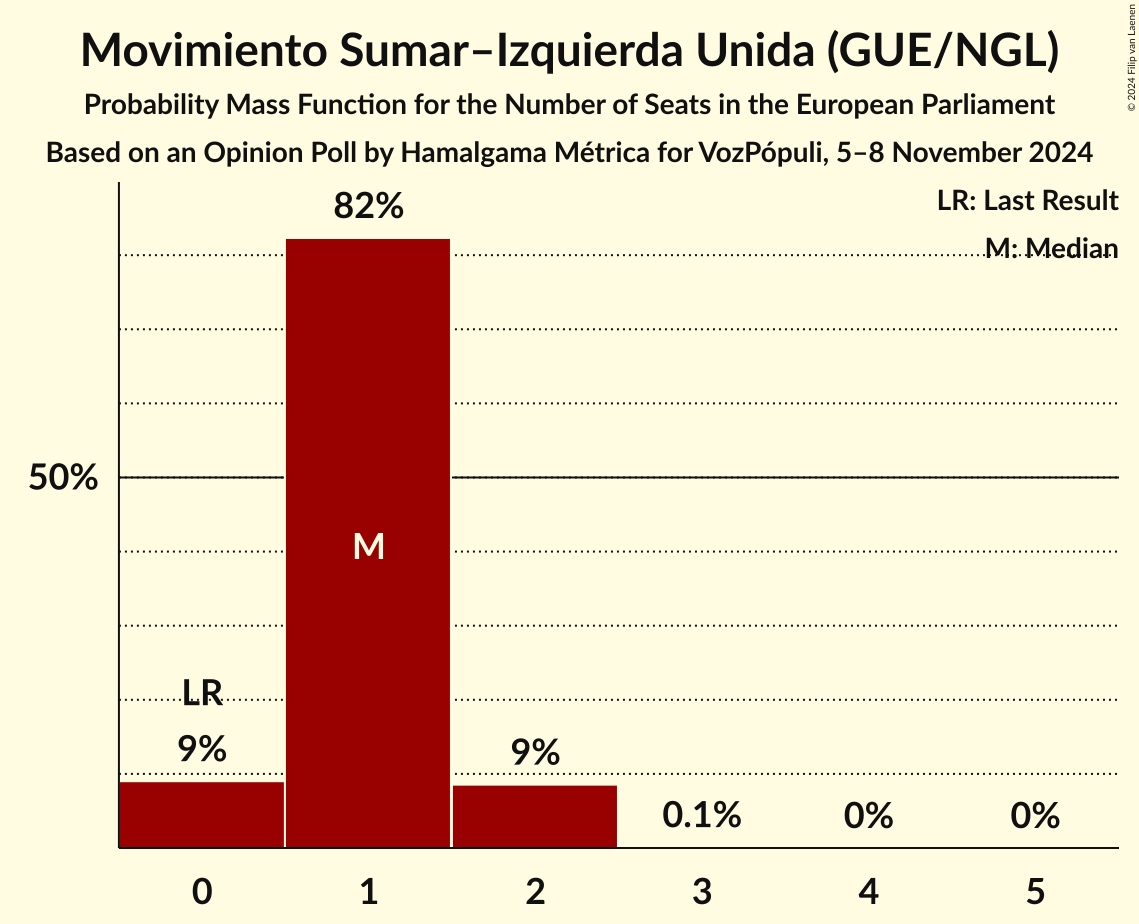 Movimiento Sumar–Izquierda Unida (GUE/NGL)
Probability Mass Function for the Number of Seats in the European Parliament
Based on an Opinion Poll by Hamalgama Métrica for VozPópuli, 5–8 November 2024
© 2024 Filip van Laenen
LR: Last Result
M: Median
82%
50%
M
LR
9%
9%
0.1%
0%
0%
0 1 2 3 4 5